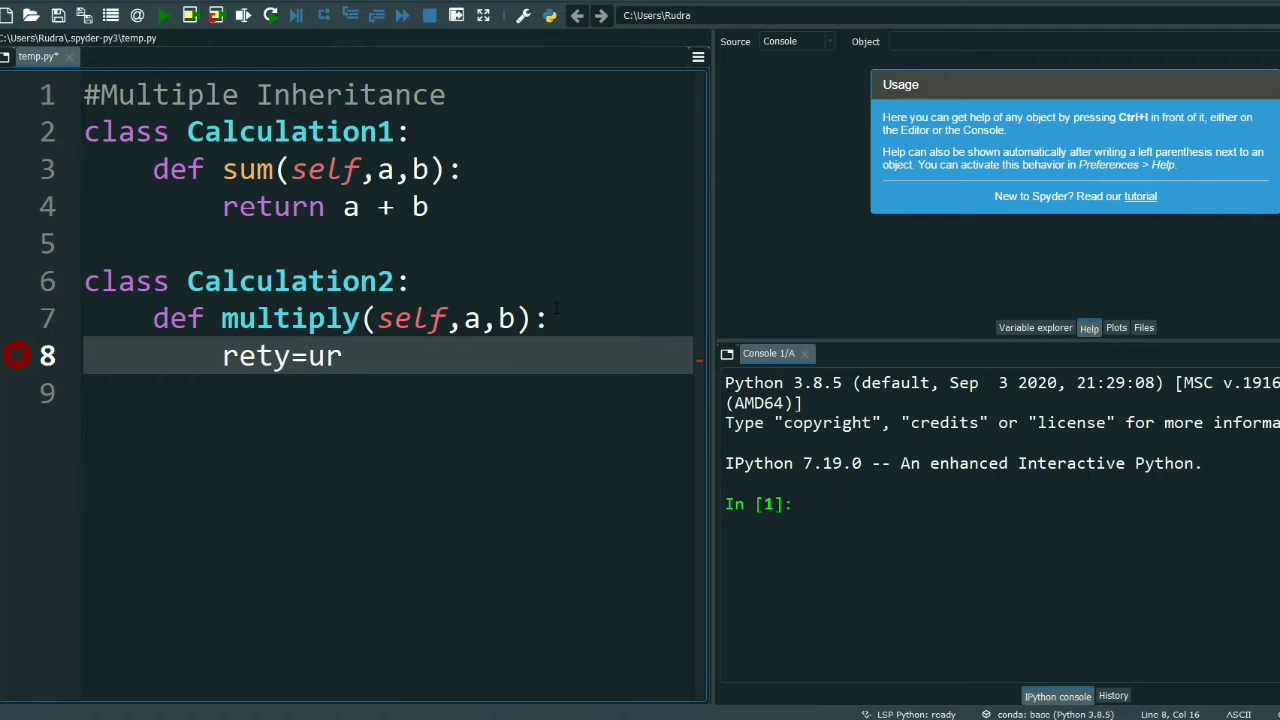 C:\Users\Rudra
C:\Users\Rudra\.spyder-py3\temp.py
temp.py*
Source Console Object
1 #Multiple Inheritance
2 class Calculation1:
3 def sum(self,a,b):
4 return a + b
5
6 class Calculation2:
7 def multiply(self,a,b):
8 rety=ur
9
Usage
Here you can get help of any object by pressing Ctrl+I in front of it, either on
the Editor or the Console.
Help can also be shown automatically after writing a left parenthesis next to an
object. You can activate this behavior in Preferences > Help.
New to Spyder? Read our tutorial
Variable explorer Help Plots Files
Console 1/A
Python 3.8.5 (default, Sep 3 2020, 21:29:08) [MSC v.1916
(AMD64)]
Type "copyright", "credits" or "license" for more informa
IPython 7.19.0 -- An enhanced Interactive Python.
In [1]:
IPython console History
LSP Python: ready conda: base (Python 3.8.5) Line 8, Col 16 ASCII